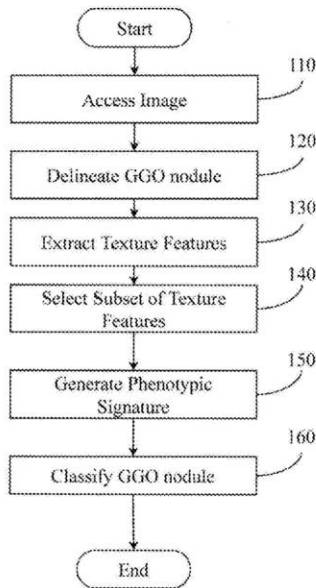 Start
110
Access Image
120
Delineate GGO nodule
130
Extract Texture Features
140
Select Subset of Texture
Features
150
Generate Phenotypic
Signature
160
Classify GGO nodule
End